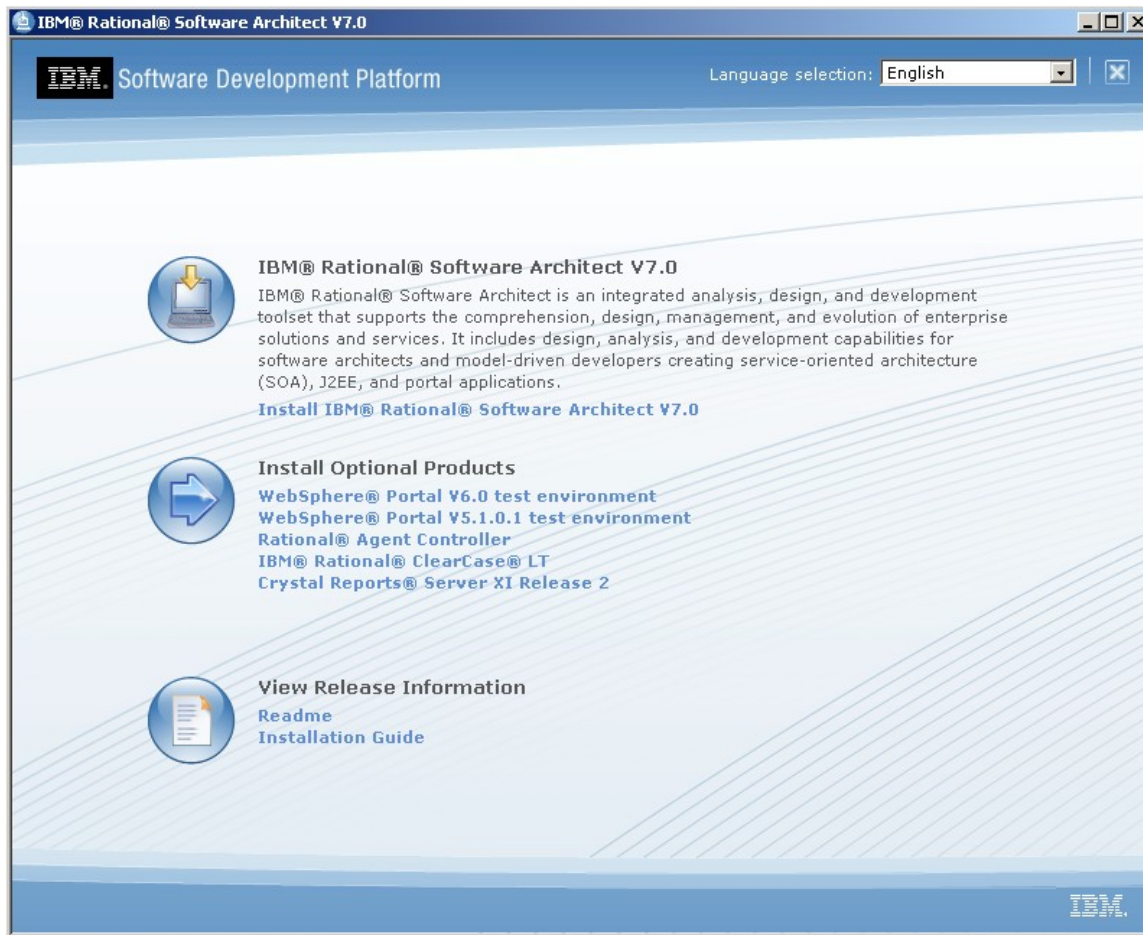 IBM® Rational® Software Architect V7.0
IBM. Software Development Platform
Language selection: English
IBM® Rational® Software Architect V7.0
IBM® Rational® Software Architect is an integrated analysis, design, and development
toolset that supports the comprehension, design, management, and evolution of enterprise
solutions and services. It includes design, analysis, and development capabilities for
software architects and model-driven developers creating service-oriented architecture
(SOA), J2EE, and portal applications.
Install IBM® Rational® Software Architect V7.0
Install Optional Products
WebSphere® Portal V6.0 test environment
WebSphere® Portal V5.1.0.1 test environment
Rational® Agent Controller
IBM® Rational® ClearCase® LT
Crystal Reports® Server XI Release 2
View Release Information
Readme
Installation Guide
IBM.